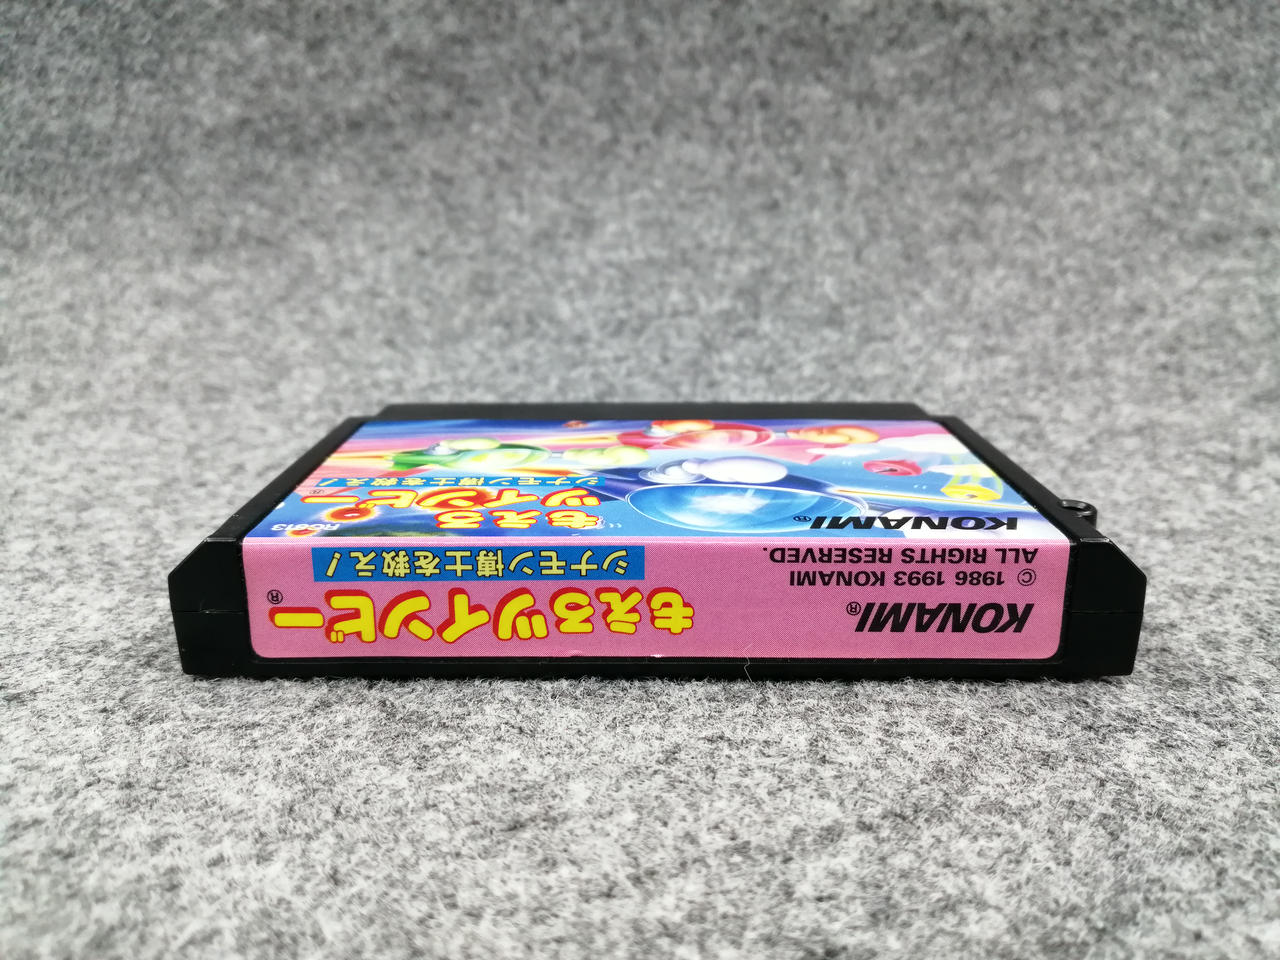 KONAMI®
© 1986 1993 KONAMI
ALL RIGHTS RESERVED.
もえろツインビー®
シナモン博士を救え!
KONAMI®
もえろ
ツインビー®
シナモン博士を救え!
RC813